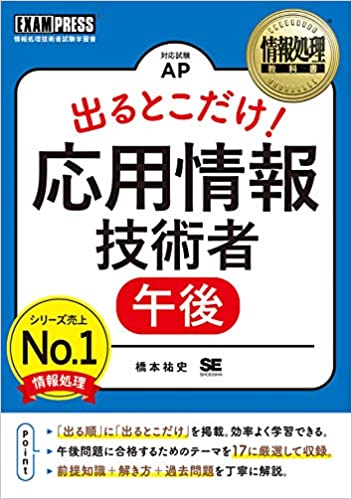 EXAMPRESS
情報処理技術者試験学習書
対応試験
AP
情報処理
教科書
出るとこだけ!
応用情報
技術者
午後
シリーズ売上
No.1
情報処理
橋本祐史
SE
SHOEISHA
Point
「出る順」に「出るとこだけ」を掲載。効率よく学習できる。
午後問題に合格するためのテーマを17に厳選して収録。
前提知識+解き方+過去問題を丁寧に解説。